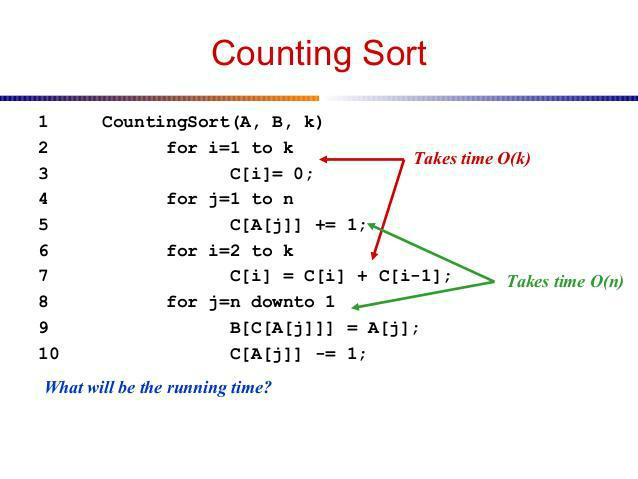 Counting Sort
1 CountingSort(A, B, k)
2 for i=1 to k
3 C[i]= 0;
Takes time O(k)
4 for j=1 to n
5 C[A[j]] += 1;
6 for i=2 to k
7 C[i] = C[i] + C[i-1];
Takes time O(n)
8 for j=n downto 1
9 B[C[A[j]]] = A[j];
10 C[A[j]] -= 1;
What will be the running time?